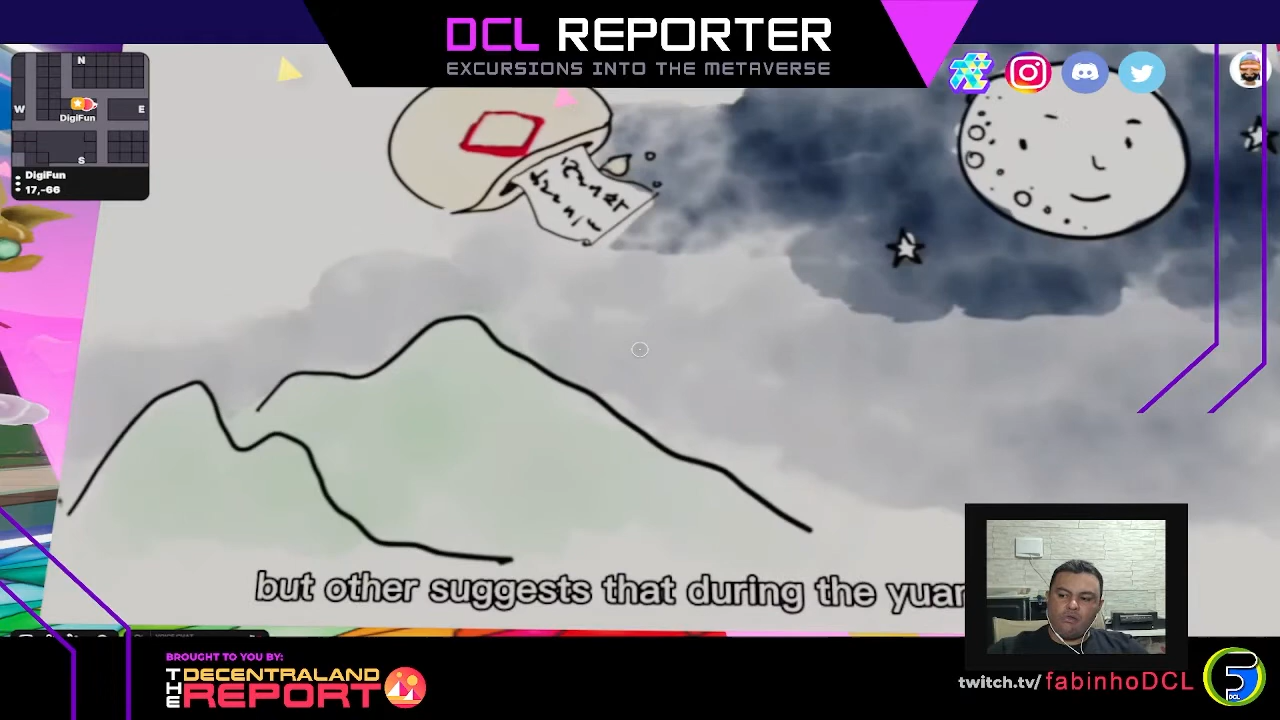 DCL REPORTER
EXCURSIONS INTO THE METAVERSE
N
W
E
DigiFun
S
DigiFun
17,-66
but other suggests that during the yuan
BROUGHT TO YOU BY:
THE DECENTRALAND
REPORT
twitch.tv/fabinhoDCL
DCL